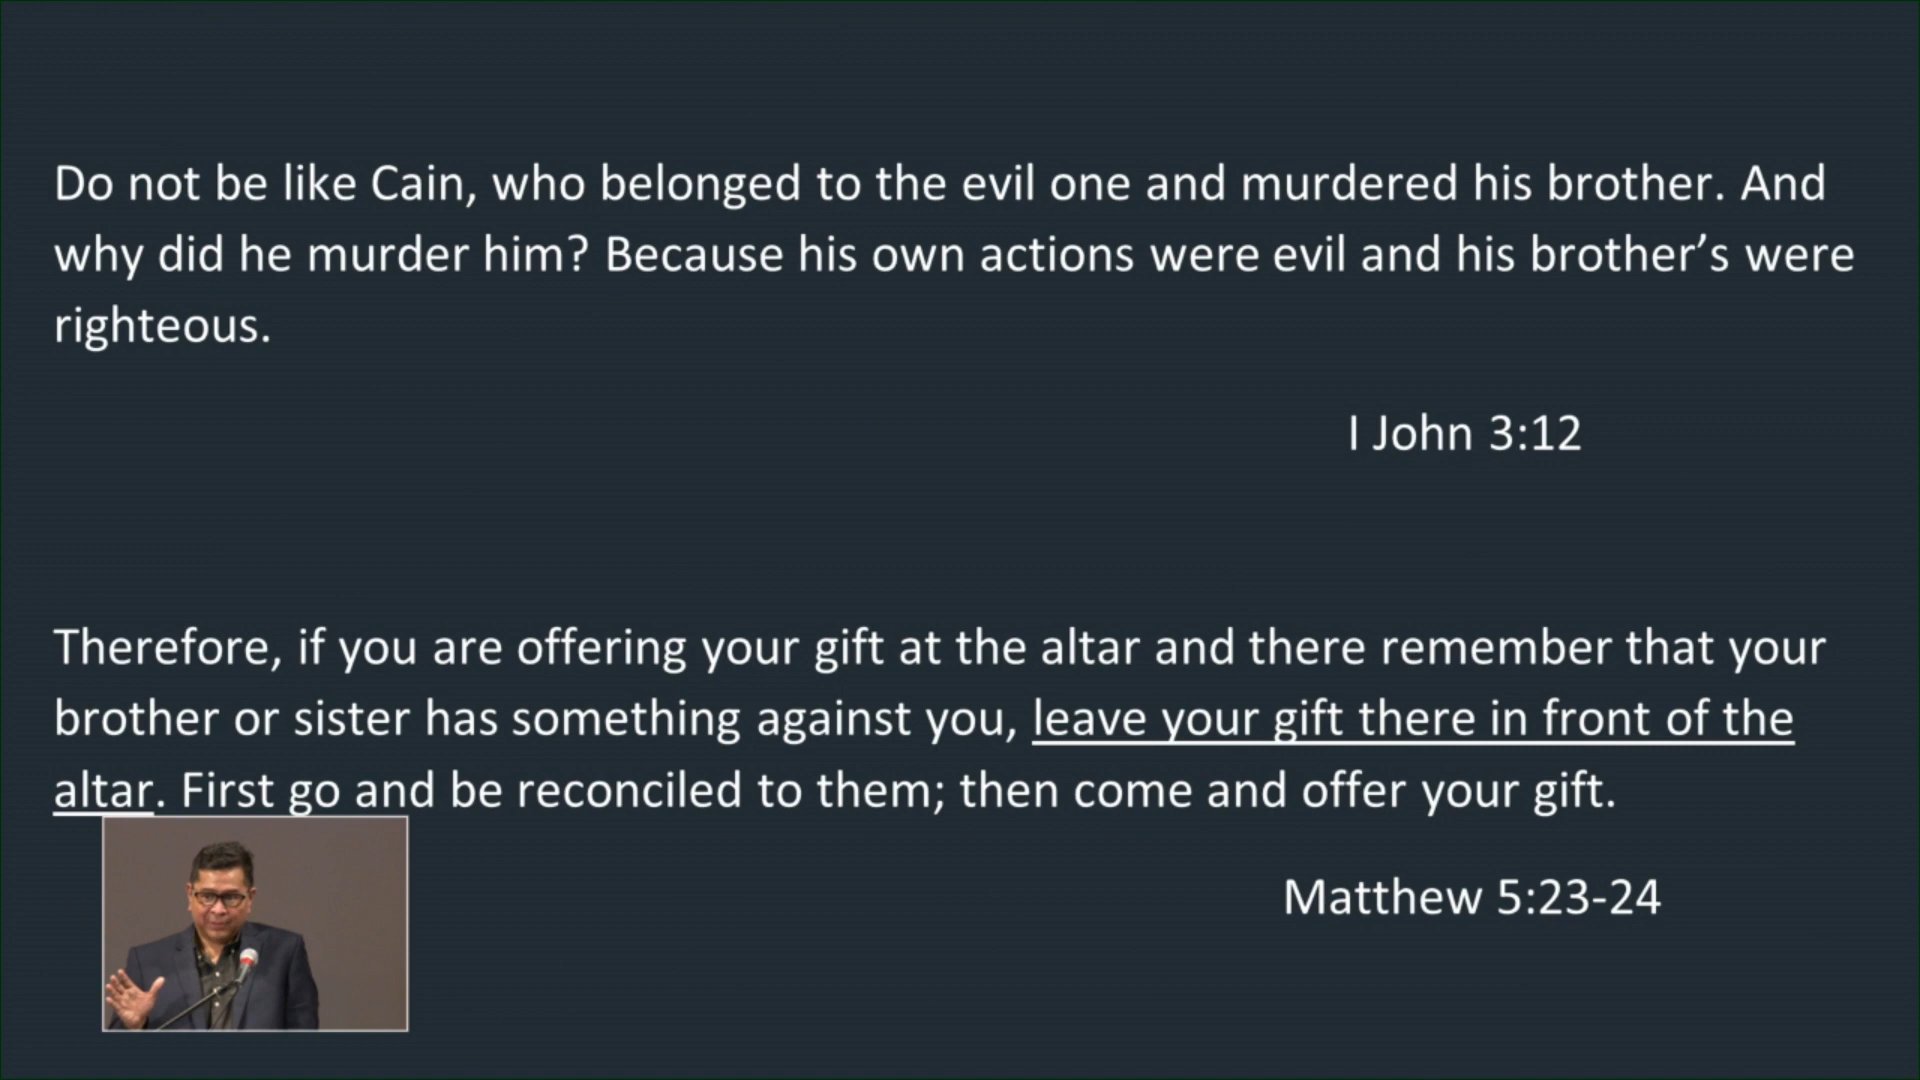 Do not be like Cain, who belonged to the evil one and murdered his brother. And
why did he murder him? Because his own actions were evil and his brother’s were
righteous.
I John 3:12
Therefore, if you are offering your gift at the altar and there remember that your
brother or sister has something against you, leave your gift there in front of the
altar. First go and be reconciled to them; then come and offer your gift.
Matthew 5:23-24